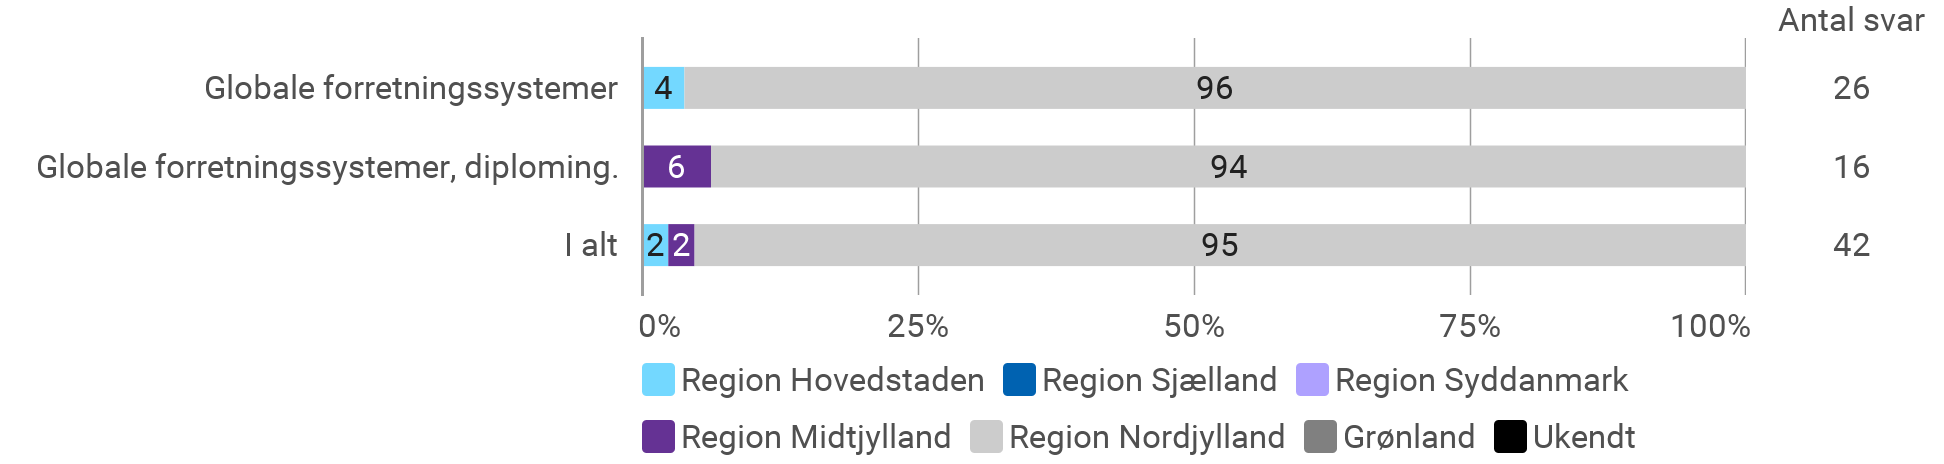 Antal svar
Globale forretningssystemer 4 96 26
Globale forretningssystemer, diploming. 6 94 16
I alt 2 2 95 42
0% 25% 50% 75% 100%
Region Hovedstaden Region Sjælland Region Syddanmark
Region Midtjylland Region Nordjylland Grønland Ukendt